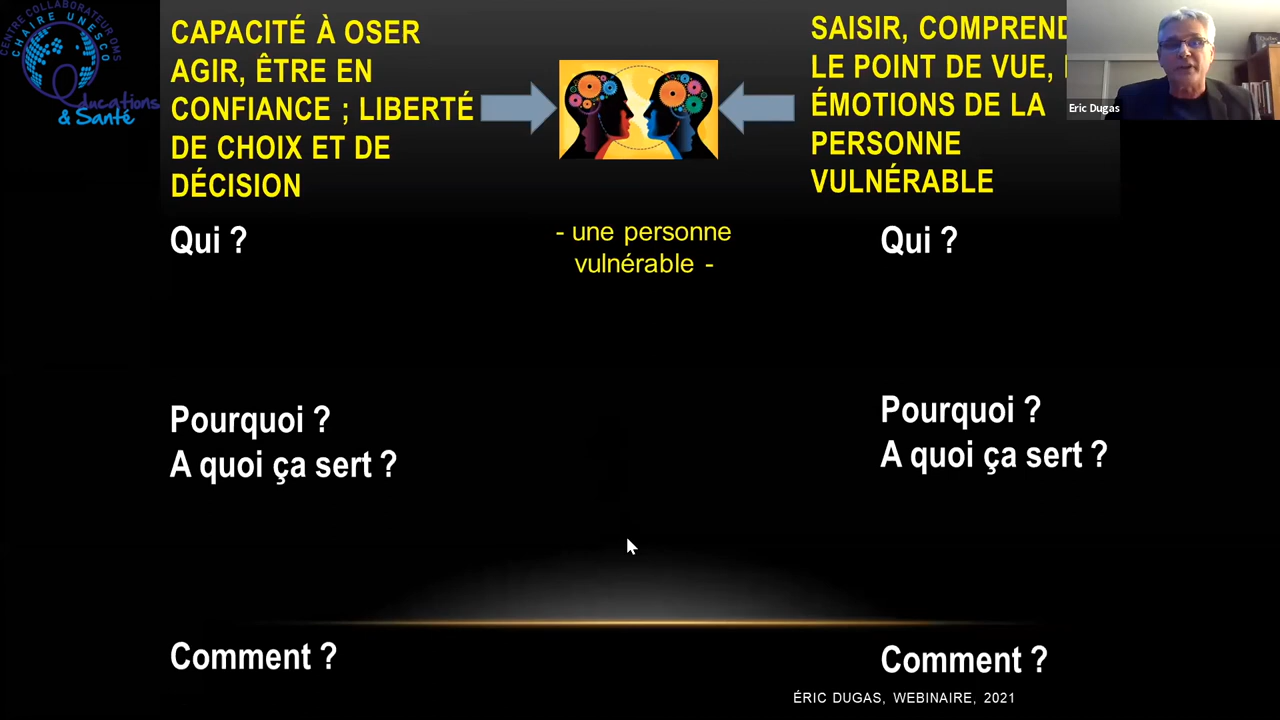 CENTRE COLLABORATEUR OMS
CHAIRE UNESCO
Educations
& Santé
CAPACITÉ À OSER
AGIR, ÊTRE EN
CONFIANCE ; LIBERTÉ
DE CHOIX ET DE
DÉCISION
SAISIR, COMPREND
LE POINT DE VUE,
ÉMOTIONS DE LA
PERSONNE
VULNÉRABLE
Eric Dugas
- une personne
vulnérable -
Qui ?
Pourquoi ?
A quoi ça sert ?
Comment ?
Qui ?
Pourquoi ?
A quoi ça sert ?
Comment ?
ÉRIC DUGAS, WEBINAIRE, 2021